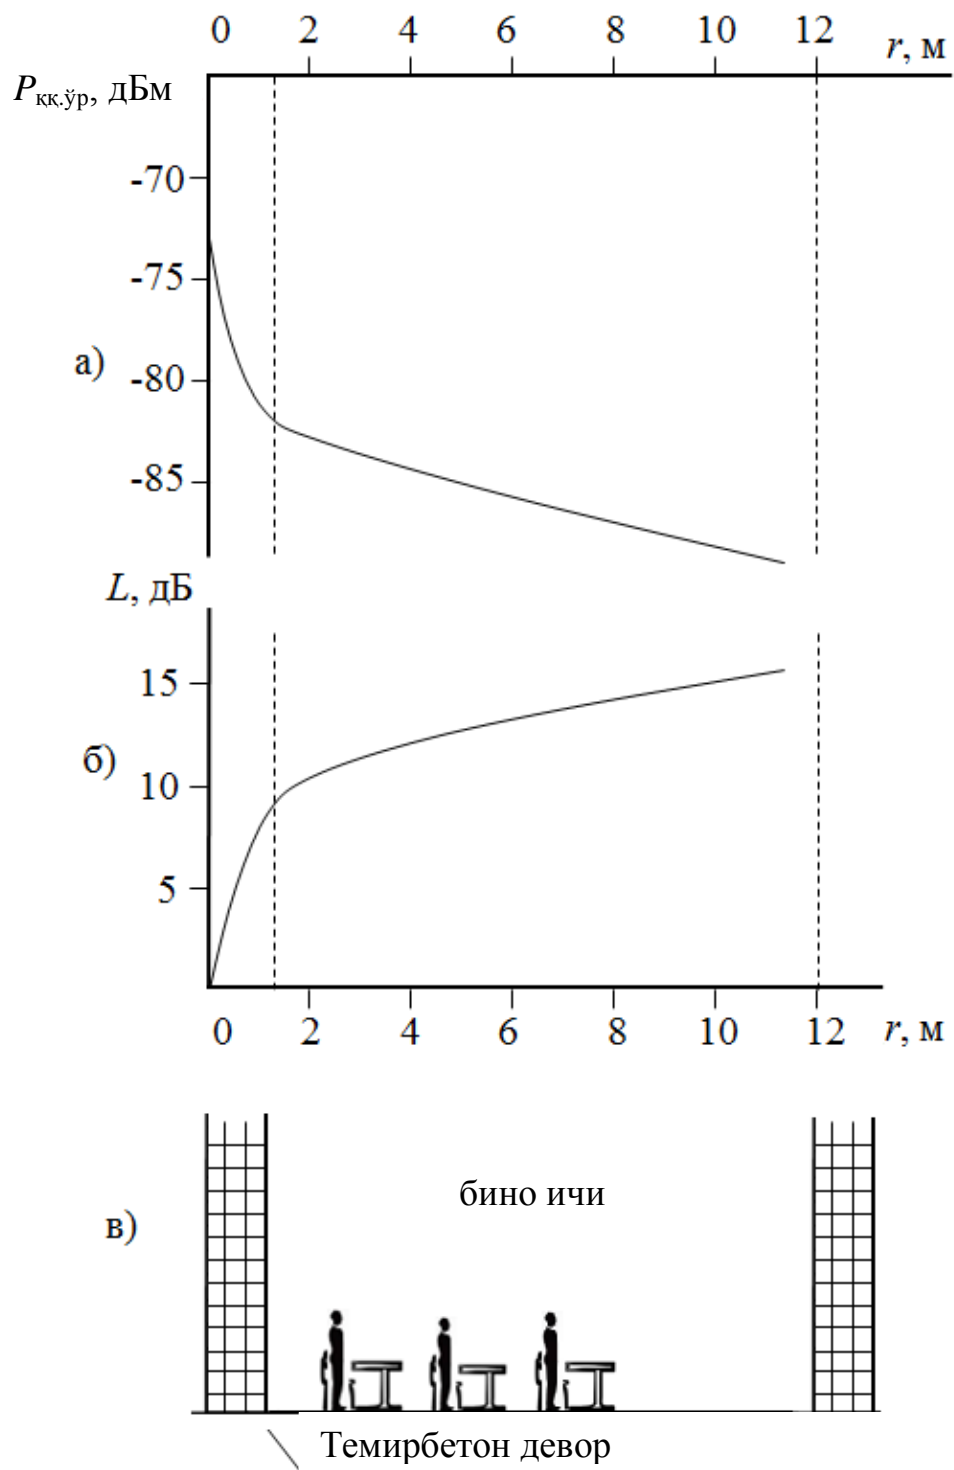 0 2 4 6 8 10 12 r, м
Pққ.ўр, дБм
-70
-75
а)
-80
-85
L, дБ
15
б)
10
5
0 2 4 6 8 10 12 r, м
бино ичи
в)
Темирбетон девор